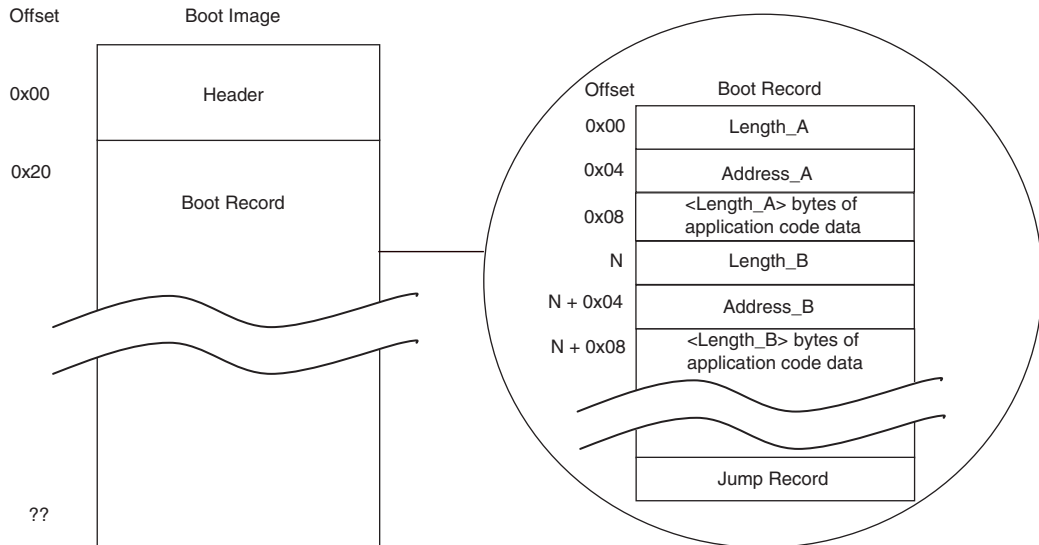 Offset
Boot Image
0x00
Header
0x20
Boot Record
??
Offset
Boot Record
0x00
Length_A
0x04
Address_A
0x08
<Length_A> bytes of
application code data
N
Length_B
N + 0x04
Address_B
N + 0x08
<Length_B> bytes of
application code data
Jump Record